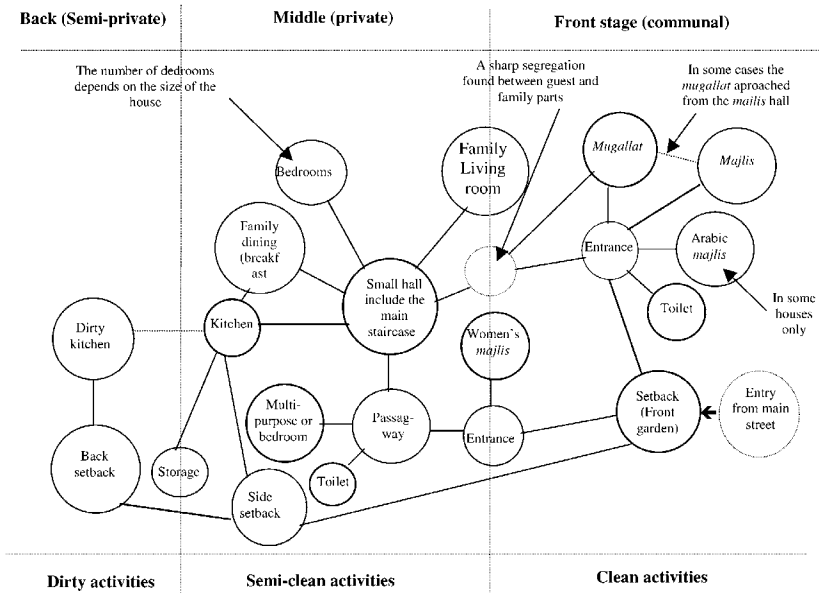 Back (Semi-private)
Middle (private)
Front stage (communal)
The number of dedrooms
depends on the size of the
house
A sharp segregation
found between guest and
family parts
In some cases the
mugallat aproached
from the mailis hall
Bedrooms
Family
Living
room
Mugallat
Majlis
Family
dining
(breakf
ast
Small hall
include the
main
staircase
Entrance
Arabic
majlis
In some
houses
only
Toilet
Dirty
kitchen
Kitchen
Women's
majlis
Multi-
purpose or
bedroom
Passag-
way
Entrance
Setback
(Front
garden)
Entry
from main
street
Back
setback
Storage
Toilet
Side
setback
Dirty activities
Semi-clean activities
Clean activities